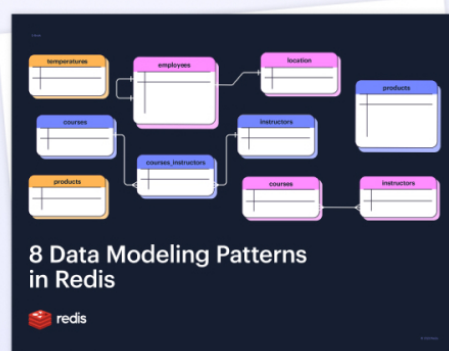 temperatures
employees
location
products
courses
instructors
courses_instructors
products
courses
instructors
8 Data Modeling Patterns
in Redis
redis